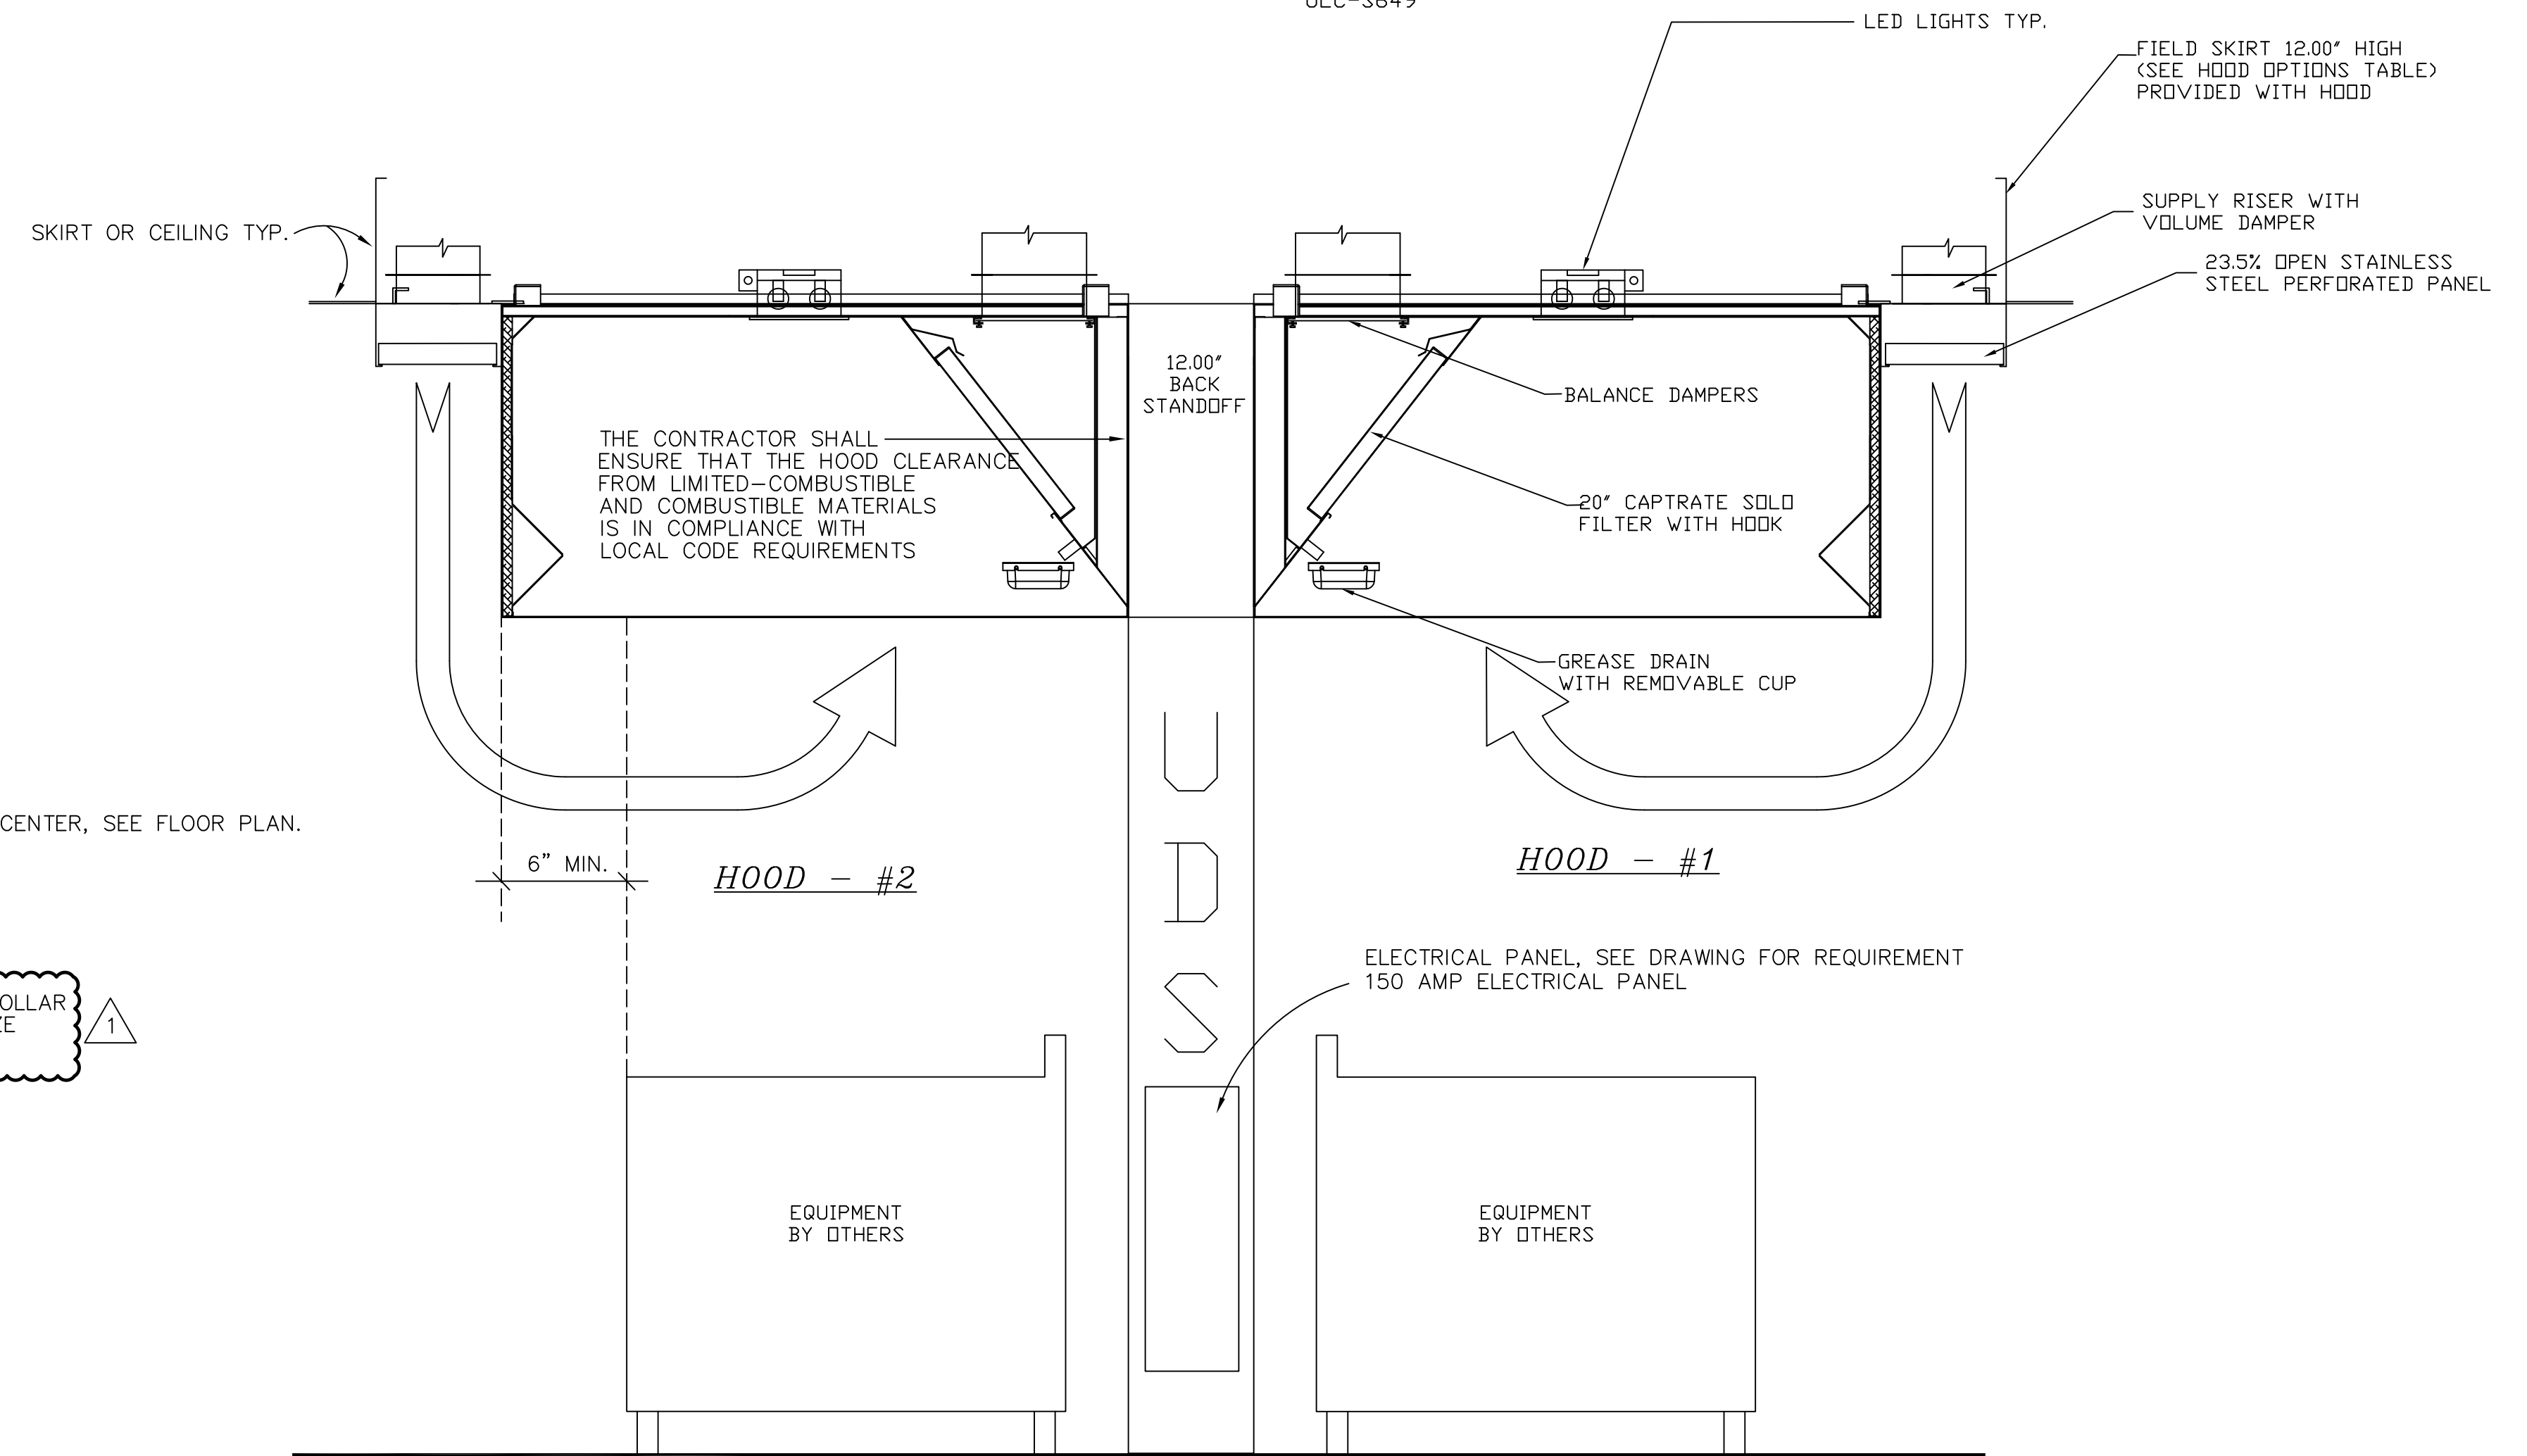 LED LIGHTS TYP.
FIELD SKIRT 12.00" HIGH
(SEE HOOD OPTIONS TABLE)
PROVIDED WITH HOOD
SUPPLY RISER WITH
VOLUME DAMPER
SKIRT OR CEILING TYP.
23.5% OPEN STAINLESS
STEEL PERFORATED PANEL
12.00"
BACK
STANDOFF
BALANCE DAMPERS
THE CONTRACTOR SHALL
ENSURE THAT THE HOOD CLEARANCE
FROM LIMITED-COMBUSTIBLE
AND COMBUSTIBLE MATERIALS
IS IN COMPLIANCE WITH
LOCAL CODE REQUIREMENTS
20" CAPTRATE SOLO
FILTER WITH HOOK
GREASE DRAIN
WITH REMOVABLE CUP
U
D
S
CENTER, SEE FLOOR PLAN.
6" MIN.
HOOD - #2
HOOD - #1
ELECTRICAL PANEL, SEE DRAWING FOR REQUIREMENT
150 AMP ELECTRICAL PANEL
OLLAR
1
EQUIPMENT
BY OTHERS
EQUIPMENT
BY OTHERS